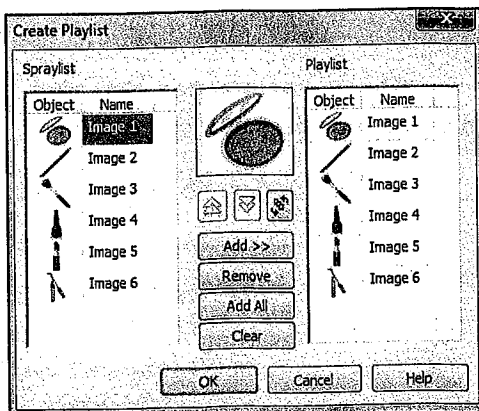 Create Playlist
Spraylist
Object Name
Image 1
Image 2
Image 3
Image 4
Image 5
Image 6
Add >>
Remove
Add All
Clear
Playlist
Object Name
Image 1
Image 2
Image 3
Image 4
Image 5
Image 6
OK
Cancel
Help